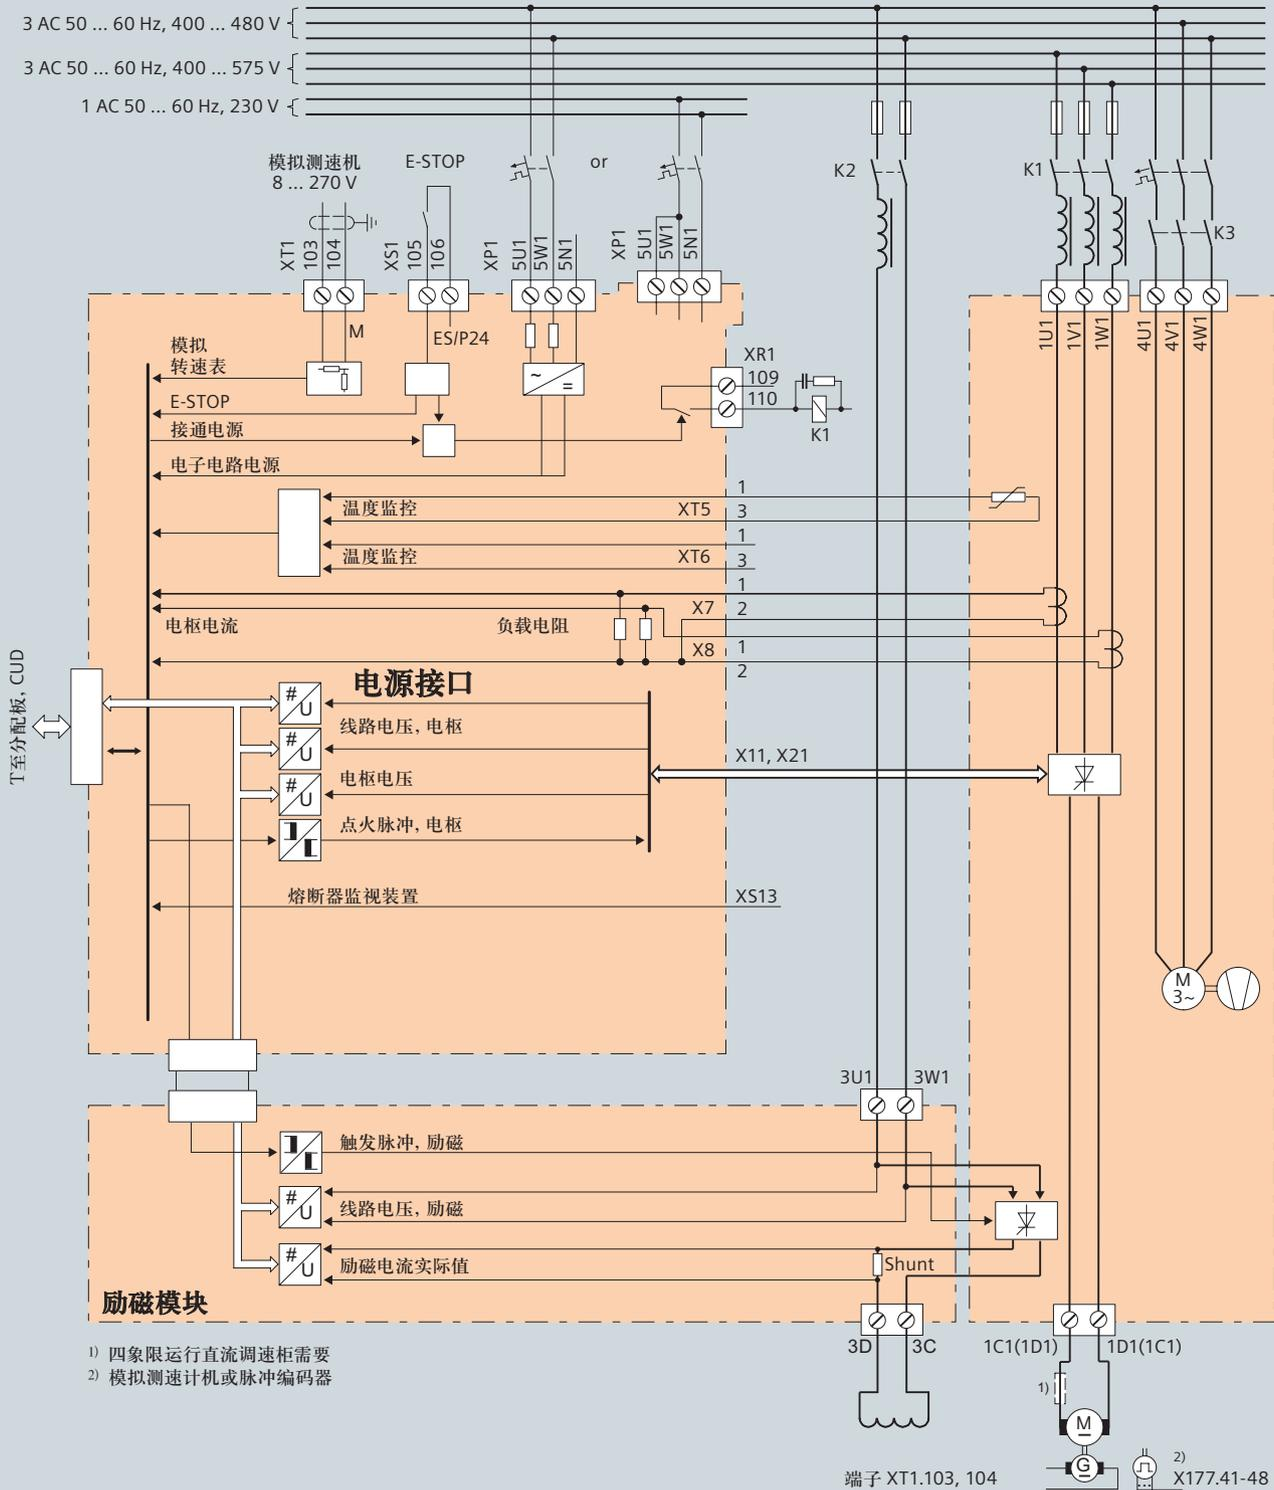 3 AC 50 ... 60 Hz, 400 ... 480 V
3 AC 50 ... 60 Hz, 400 ... 575 V
1 AC 50 ... 60 Hz, 230 V
模拟测速机
8 ... 270 V
E-STOP
or
K2
K1
K3
XT1
103
104
XS1
105
106
XP1
5U1
5W1
5N1
XP1
5U1
5W1
5N1
M
ES/P24
1U1
1V1
1W1
4U1
4V1
4W1
模拟
转速表
~
=
XR1
109
110
K1
E-STOP
接通电源
电子电路电源
温度监控
XT5
1
3
温度监控
XT6
1
3
电枢电流
负载电阻
X7
1
2
X8
1
2
T至分配板, CUD
电源接口
#
U
线路电压, 电枢
#
U
电枢电压
#
U
点火脉冲, 电枢
X11, X21
熔断器监视装置
XS13
M
3~
3U1
3W1
触发脉冲, 励磁
#
U
线路电压, 励磁
#
U
励磁电流实际值
Shunt
励磁模块
3D
3C
1C1(1D1)
1D1(1C1)
1) 四象限运行直流调速柜需要
2) 模拟测速计机或脉冲编码器
1)
M
G
2)
端子 XT1.103, 104
X177.41-48